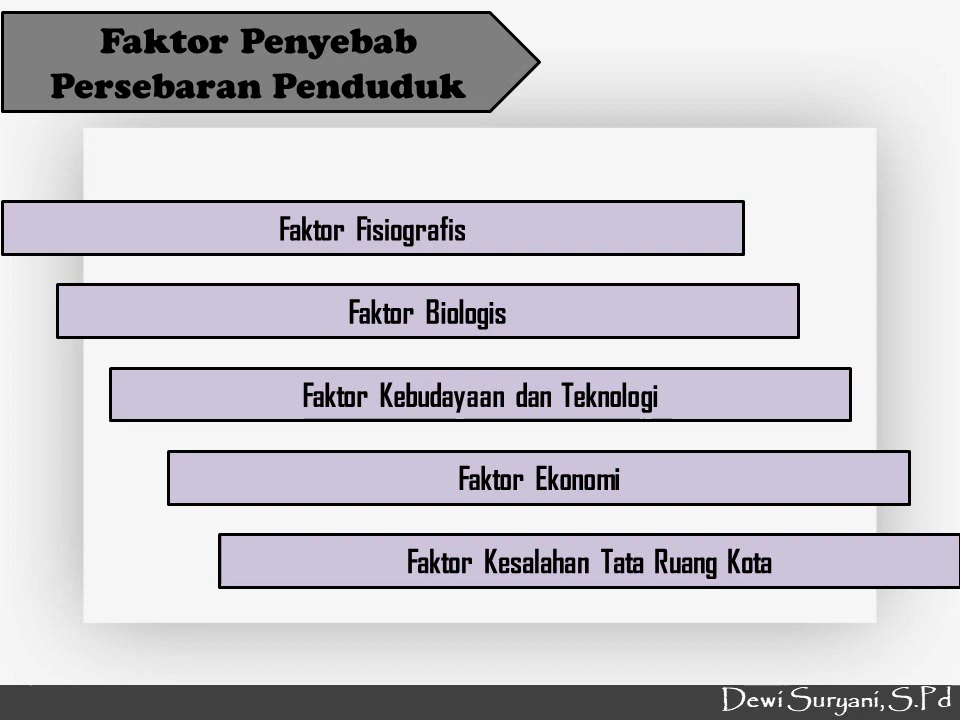 Faktor Penyebab
Persebaran Penduduk
Faktor Fisiografis
Faktor Biologis
Faktor Kebudayaan dan Teknologi
Faktor Ekonomi
Faktor Kesalahan Tata Ruang Kota
Dewi Suryani, S.Pd